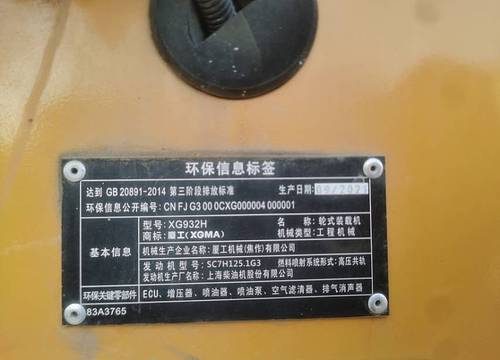 环保信息标签
达到 GB 20891-2014 第三阶段排放标准 生产日期 09/2021
环保信息公开编号: CN FJ G3 00 0CXG000004 000001
基本信息
型号: XG932H 名称: 轮式装载机
商标: 厦工(XGMA) 机械类型: 工程机械
机械生产企业名称: 厦工机械(焦作)有限公司
发动机型号: SC7H125.1G3 燃料喷射系统形式: 高压共轨
发动机生产厂名称: 上海柴油机股份有限公司
环保关键零部件 ECU、增压器、喷油器、喷油泵、空气滤清器、排气消声器
83A3765